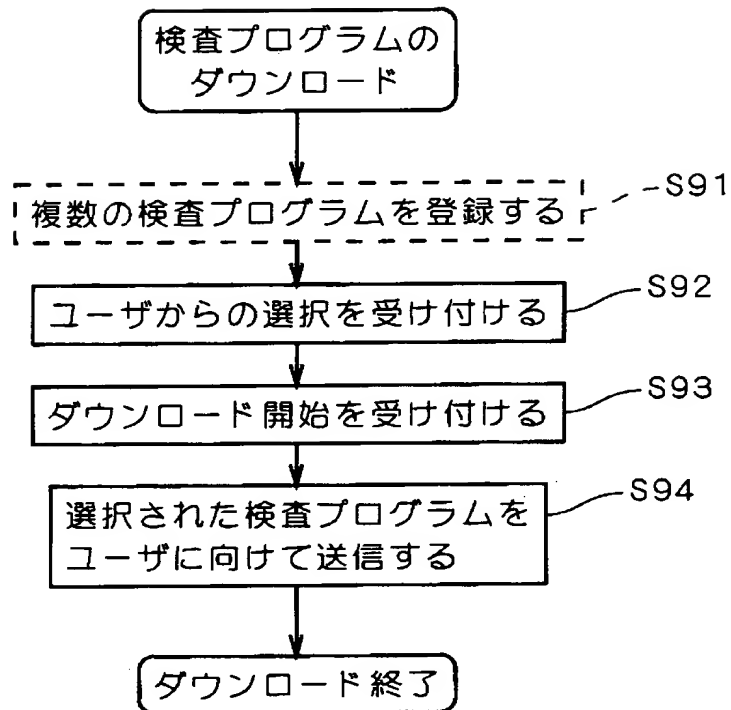 検査プログラムの
ダウンロード
複数の検査プログラムを登録する
S91
ユーザからの選択を受け付ける
S92
ダウンロード開始を受け付ける
S93
選択された検査プログラムを
ユーザに向けて送信する
S94
ダウンロード終了